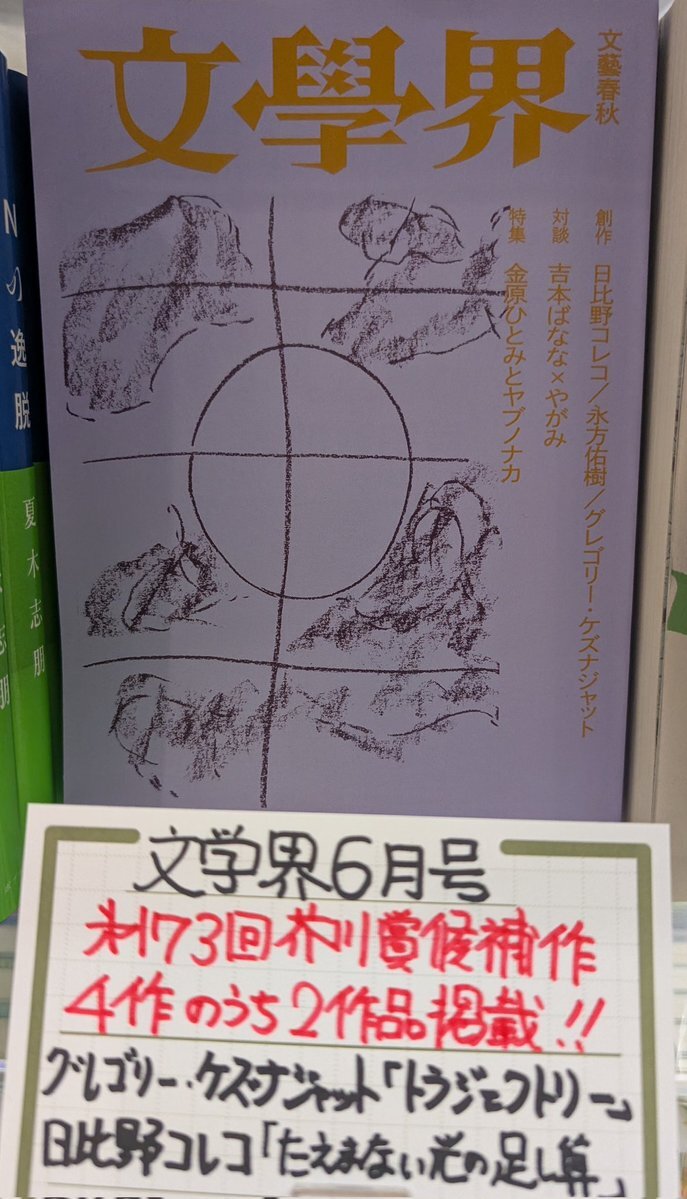 文學界
文藝春秋
創作 日比野コレコ/永方佑樹/グレゴリー・ケズナジャット
対談 吉本ばなな×やがみ
特集 金原ひとみとヤブノナカ
Nの逸脱
夏木志朋
志朋
文学界6月号
第173回芥川賞候補作
4作のうち2作品掲載!!
グレゴリー・ケズナジャット「トラジェクトリー」
日比野コレコ「たえまない光の足し算」